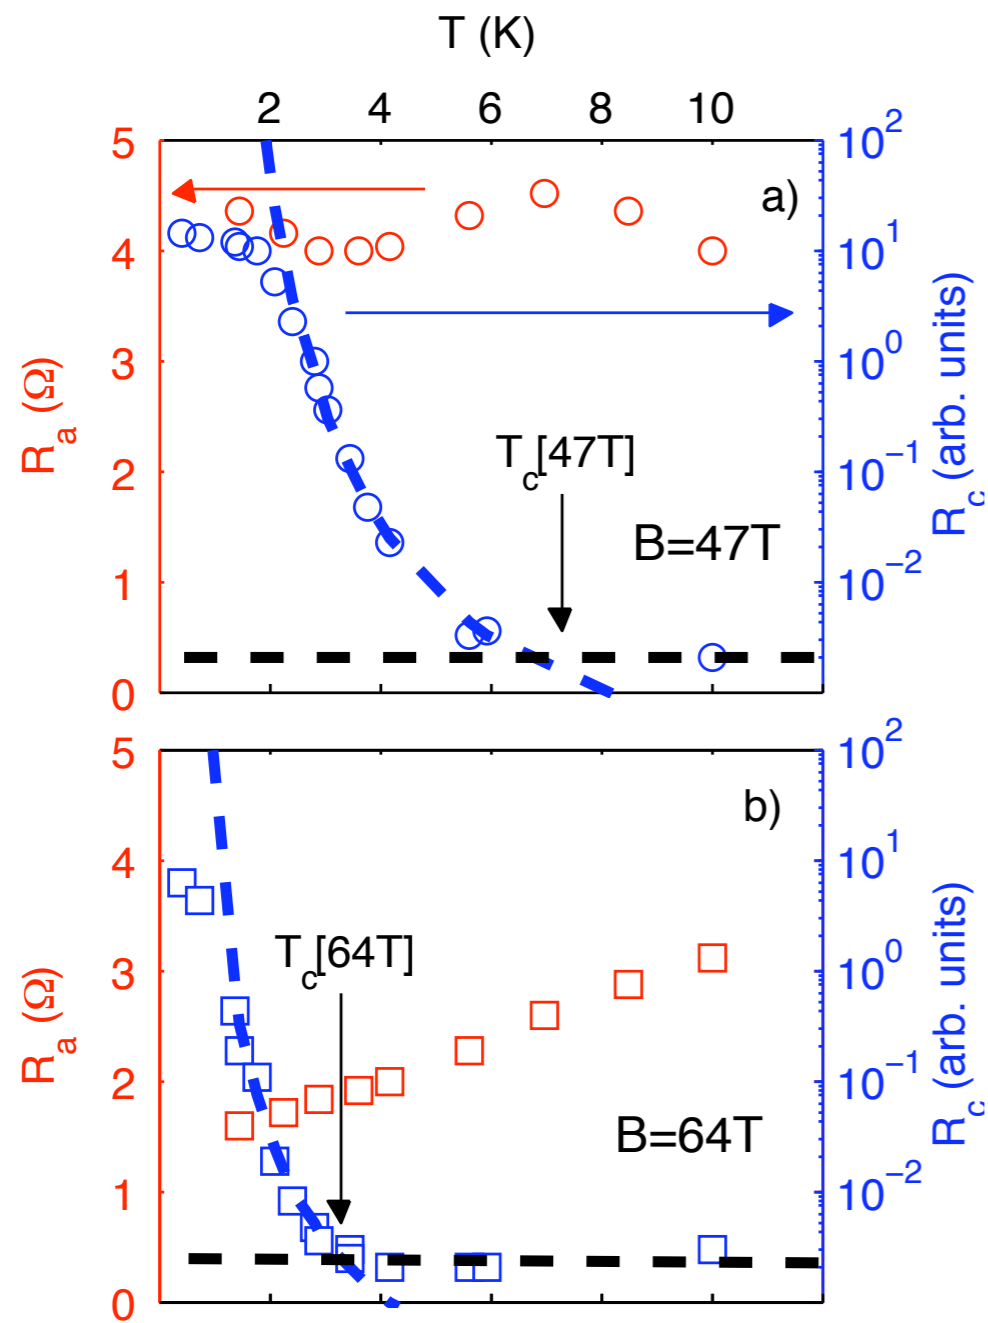 T (K)
2 4 6 8 10
5
4
3
2
1
0
R_a (Ω)
a)
T_c[47T]
B=47T
10^2
10^1
10^0
10^−1
10^−2
R_c (arb. units)
5
4
3
2
1
0
R_a (Ω)
b)
T_c[64T]
B=64T
10^2
10^1
10^0
10^−1
10^−2
R_c (arb. units)